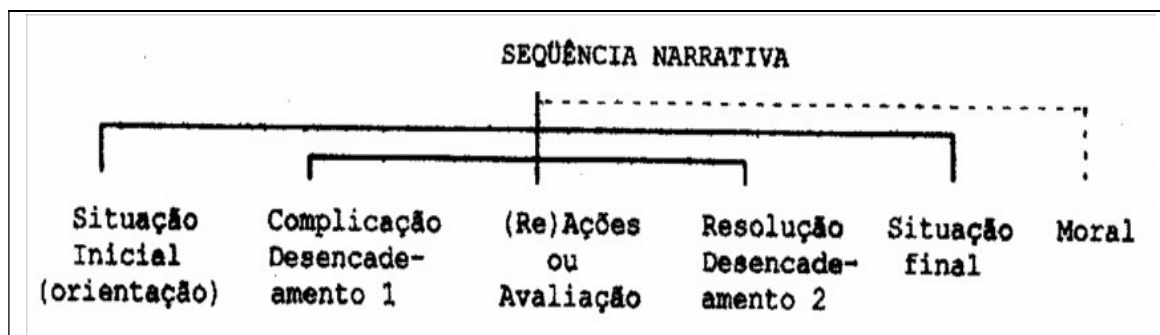 SEQÜÊNCIA NARRATIVA
Situação
Inicial
(orientação)
Complicação
Desencade-
amento 1
(Re)Ações
ou
Avaliação
Resolução
Desencade-
amento 2
Situação
final
Moral